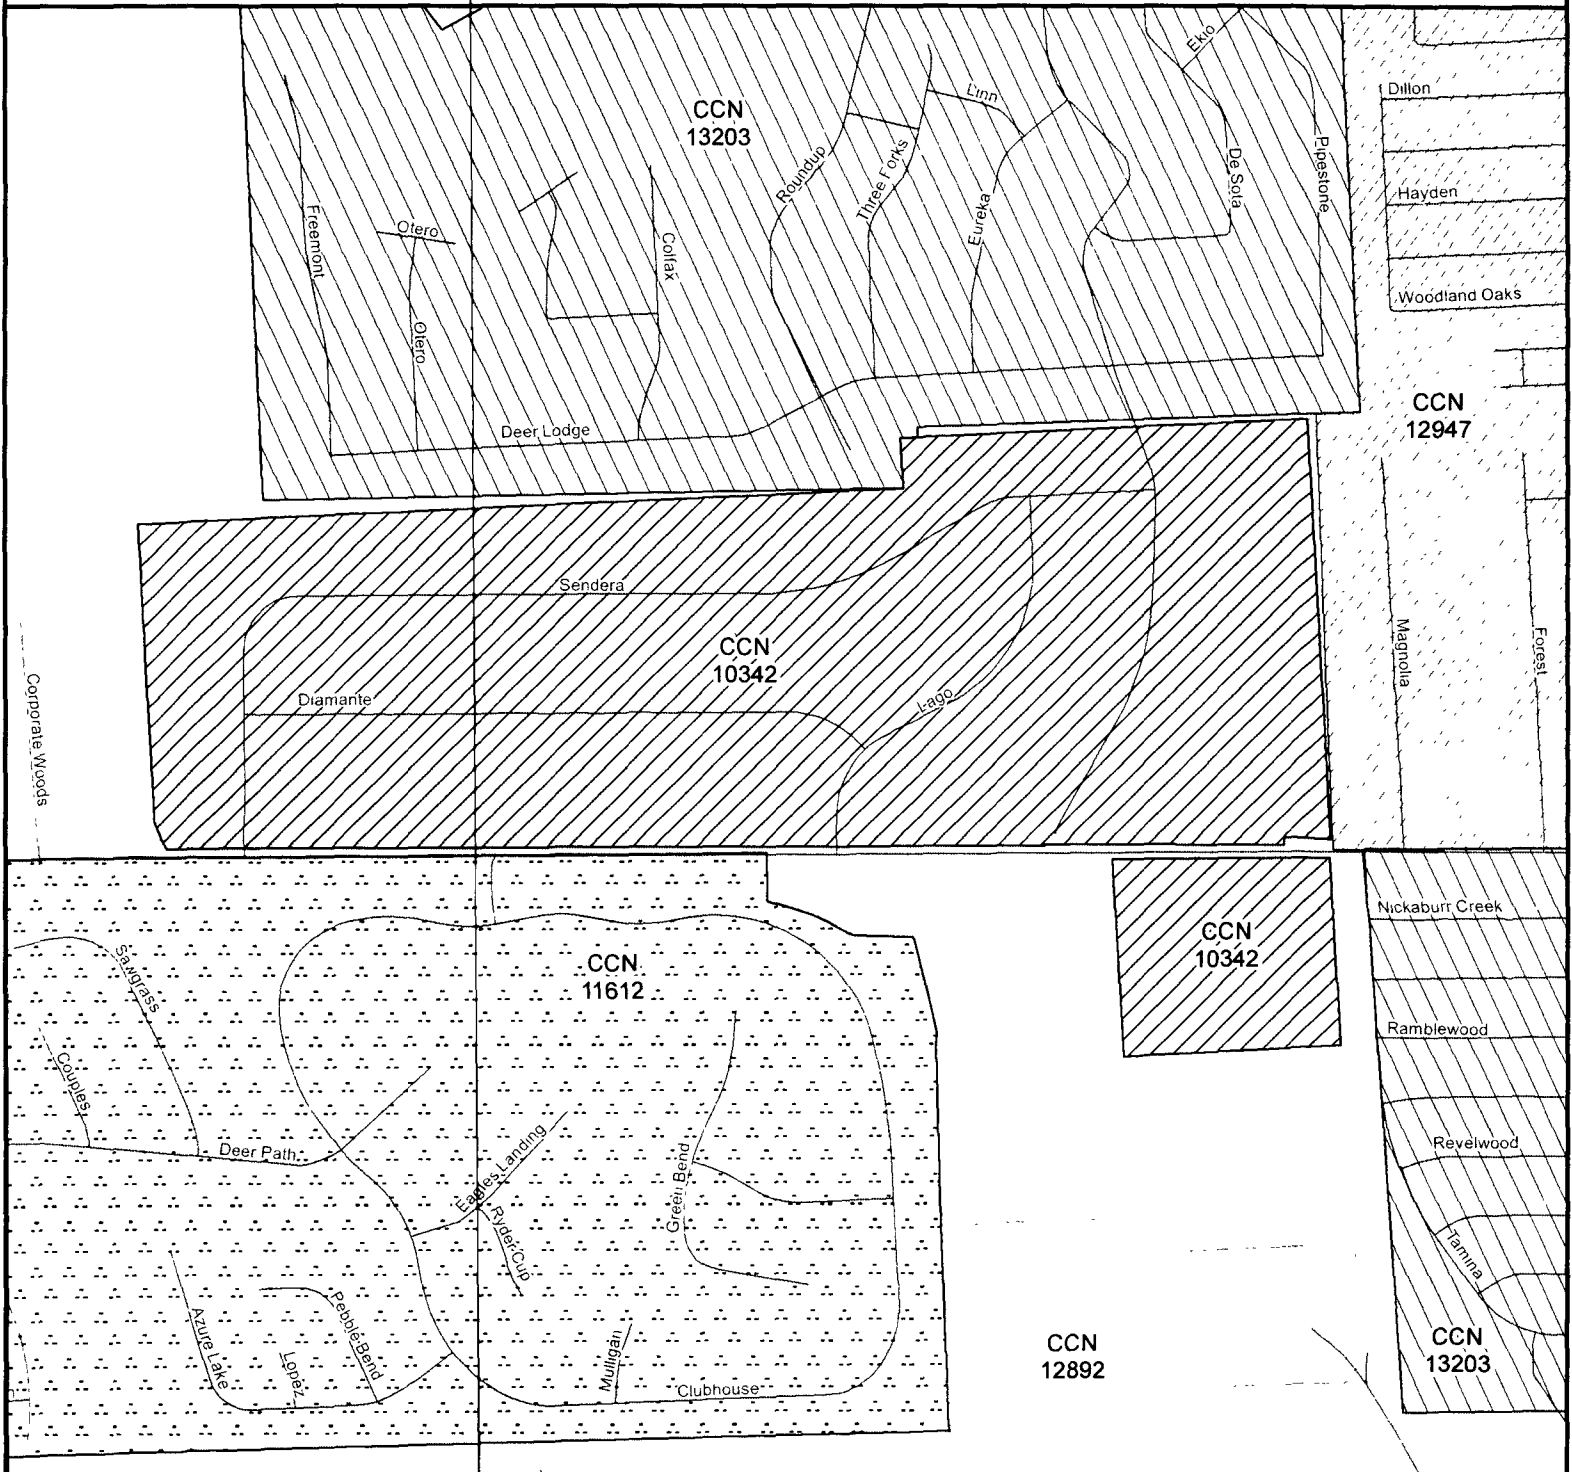 Ekio
CCN
13203
Linn
Dillon
Roundup
Three Forks
De Sota
Pipestone
Hayden
Freemont
Otero
Colfax
Eureka
Otero
Woodland Oaks
CCN
12947
Deer Lodge
Sendera
CCN
10342
Diamante
Lago
Magnolia
Forest
Corporate Woods
Nickaburr Creek
CCN
10342
CCN
11612
Sawgrass
Ramblewood
Couples
Deer Path
Eagles Landing
Green Bend
Revelwood
Ryder Cup
Tamina
Azure Lake
Pebble Bend
Lopez
Mulligan
Clubhouse
CCN
12892
CCN
13203